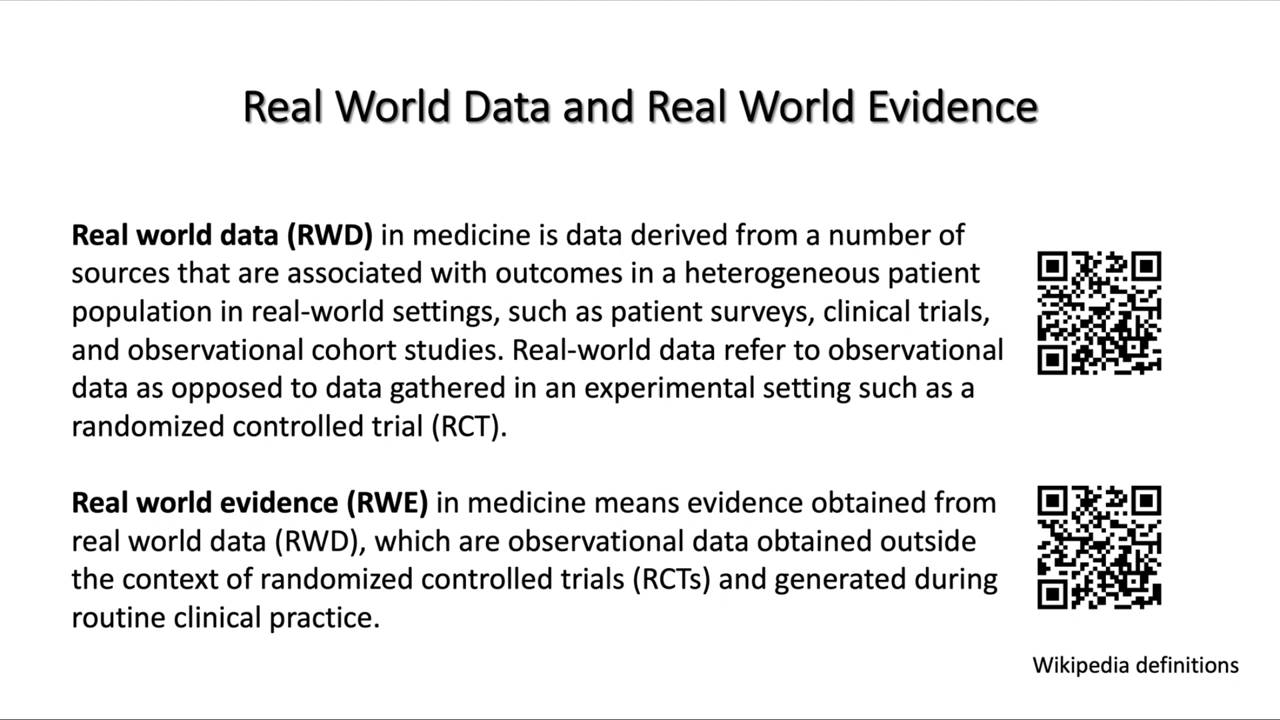 Real World Data and Real World Evidence
Real world data (RWD) in medicine is data derived from a number of
sources that are associated with outcomes in a heterogeneous patient
population in real-world settings, such as patient surveys, clinical trials,
and observational cohort studies. Real-world data refer to observational
data as opposed to data gathered in an experimental setting such as a
randomized controlled trial (RCT).
Real world evidence (RWE) in medicine means evidence obtained from
real world data (RWD), which are observational data obtained outside
the context of randomized controlled trials (RCTs) and generated during
routine clinical practice.
Wikipedia definitions